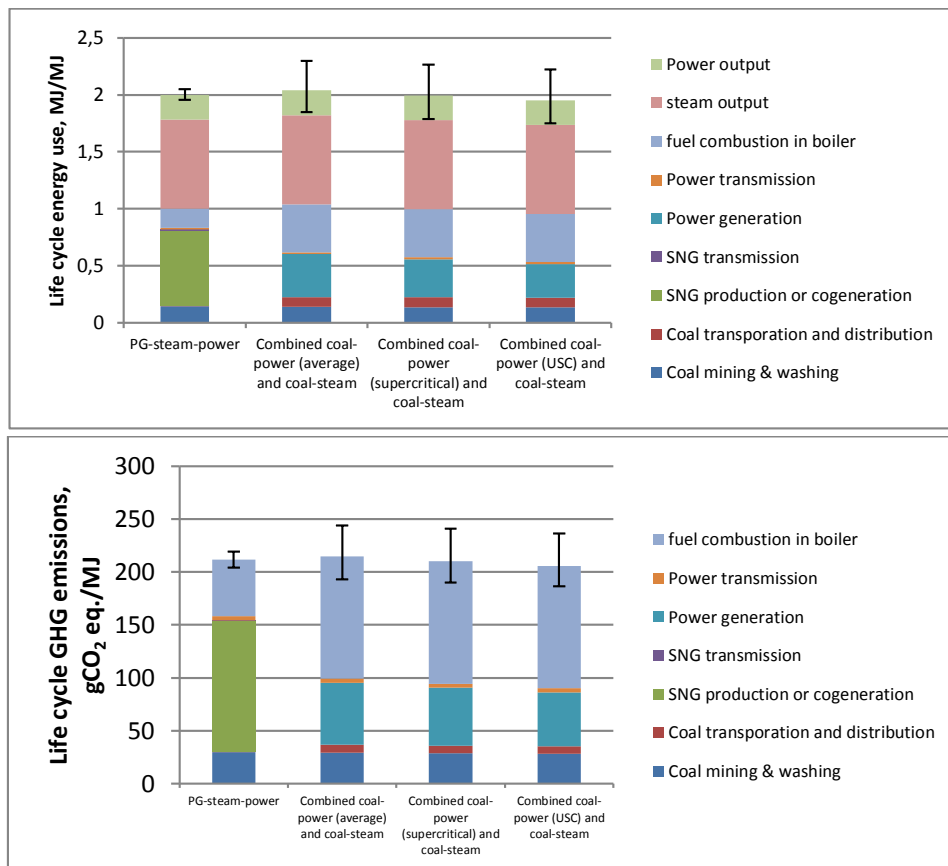 Life cycle energy use, MJ/MJ
2,5
2
1,5
1
0,5
0
PG-steam-power
Combined coal-
power (average)
and coal-steam
Combined coal-
power
(supercritical) and
coal-steam
Combined coal-
power (USC) and
coal-steam
Power output
steam output
fuel combustion in boiler
Power transmission
Power generation
SNG transmission
SNG production or cogeneration
Coal transporation and distribution
Coal mining & washing
Life cycle GHG emissions,
gCO₂ eq./MJ
300
250
200
150
100
50
0
PG-steam-power
Combined coal-
power (average)
and coal-steam
Combined coal-
power
(supercritical) and
coal-steam
Combined coal-
power (USC) and
coal-steam
fuel combustion in boiler
Power transmission
Power generation
SNG transmission
SNG production or cogeneration
Coal transporation and distribution
Coal mining & washing